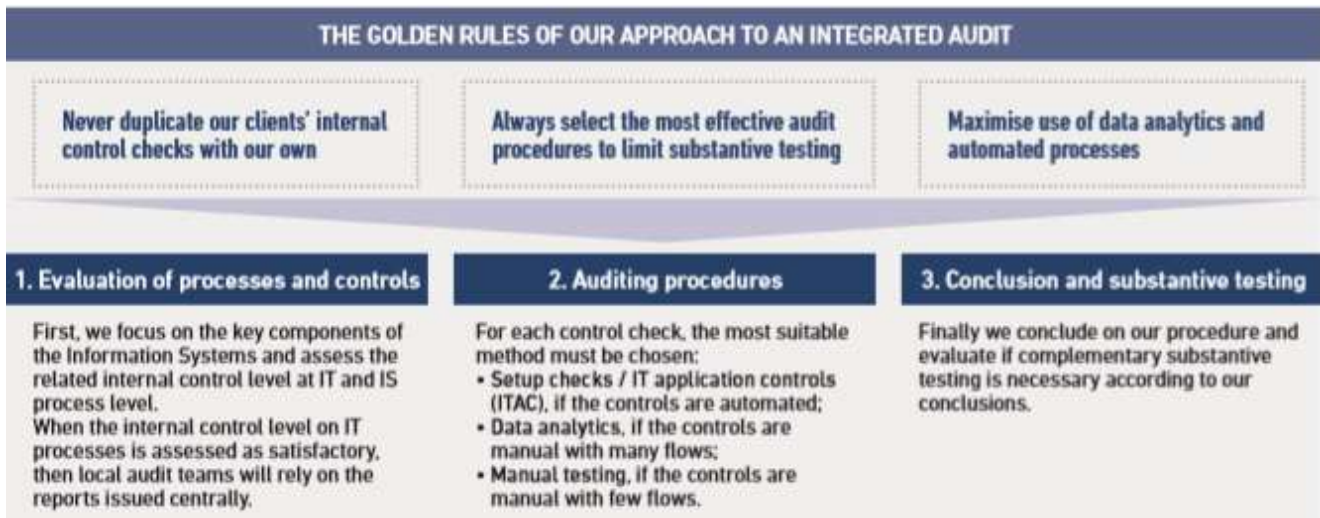 THE GOLDEN RULES OF OUR APPROACH TO AN INTEGRATED AUDIT
Never duplicate our clients' internal
control checks with our own
Always select the most effective audit
procedures to limit substantive testing
Maximise use of data analytics and
automated processes
1. Evaluation of processes and controls
First, we focus on the key components of
the Information Systems and assess the
related internal control level at IT and IS
process level.
When the internal control level on IT
processes is assessed as satisfactory,
then local audit teams will rely on the
reports issued centrally.
2. Auditing procedures
For each control check, the most suitable
method must be chosen:
• Setup checks / IT application controls
(ITAC), if the controls are automated;
• Data analytics, if the controls are
manual with many flows;
• Manual testing, if the controls are
manual with few flows.
3. Conclusion and substantive testing
Finally we conclude on our procedure and
evaluate if complementary substantive
testing is necessary according to our
conclusions.